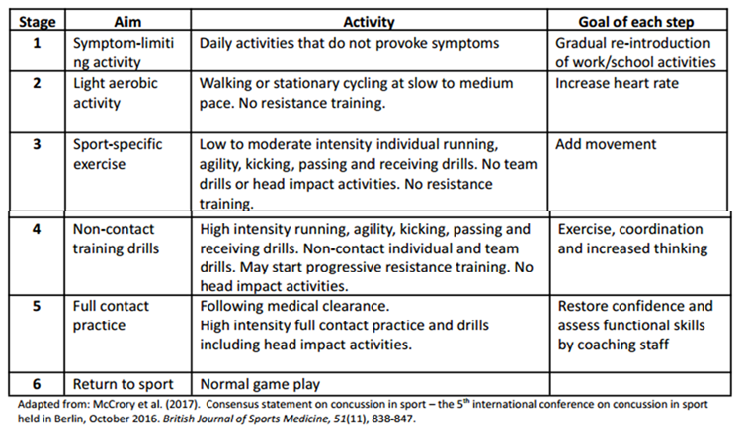 Stage Aim Activity Goal of each step
1 Symptom-limiti Daily activities that do not provoke symptoms Gradual re-introduction
ng activity of work/school activities
2 Light aerobic Walking or stationary cycling at slow to medium Increase heart rate
activity pace. No resistance training.
3 Sport-specific Low to moderate intensity individual running, Add movement
exercise agility, kicking, passing and receiving drills. No team
drills or head impact activities. No resistance
training.
4 Non-contact High intensity running, agility, kicking, passing and Exercise, coordination
training drills receiving drills. Non-contact individual and team and increased thinking
drills. May start progressive resistance training. No
head impact activities.
5 Full contact Following medical clearance. Restore confidence and
practice High intensity full contact practice and drills assess functional skills
including head impact activities. by coaching staff
6 Return to sport Normal game play
Adapted from: McCrory et al. (2017). Consensus statement on concussion in sport – the 5th international conference on concussion in sport
held in Berlin, October 2016. British Journal of Sports Medicine, 51(11), 838-847.